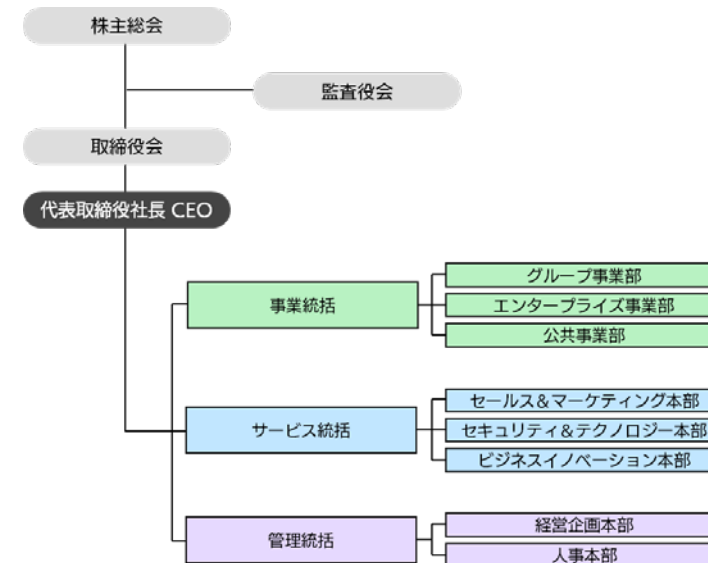 株主総会
監査役会
取締役会
代表取締役社長 CEO
事業統括
グループ事業部
エンタープライズ事業部
公共事業部
サービス統括
セールス&マーケティング本部
セキュリティ&テクノロジー本部
ビジネスイノベーション本部
管理統括
経営企画本部
人事本部